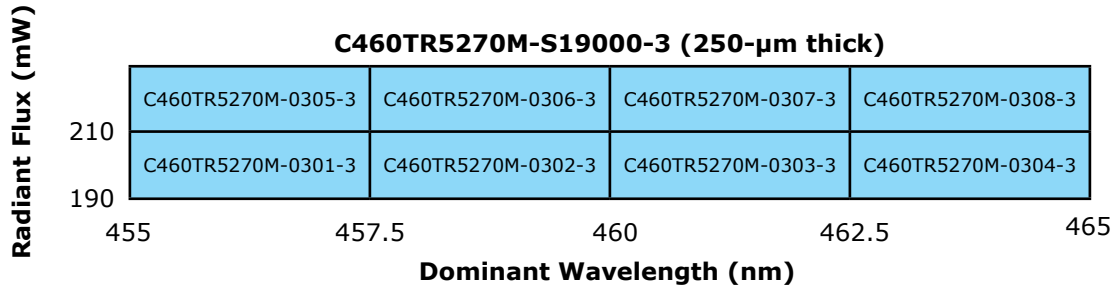 C460TR5270M-S19000-3 (250-µm thick)
Radiant Flux (mW)
C460TR5270M-0305-3 C460TR5270M-0306-3 C460TR5270M-0307-3 C460TR5270M-0308-3
210
C460TR5270M-0301-3 C460TR5270M-0302-3 C460TR5270M-0303-3 C460TR5270M-0304-3
190
455 457.5 460 462.5 465
Dominant Wavelength (nm)